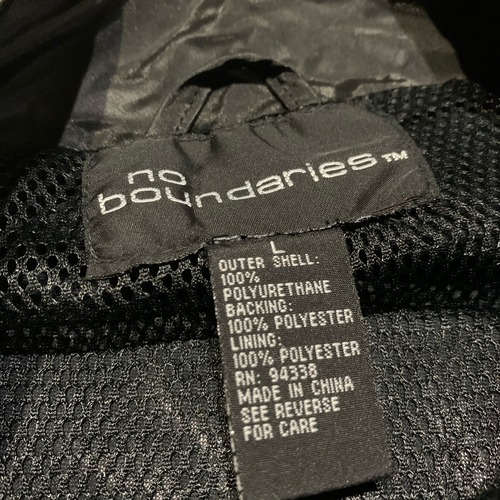 no
boundaries™
L
OUTER SHELL:
100%
POLYURETHANE
BACKING:
100% POLYESTER
LINING:
100% POLYESTER
RN: 94338
MADE IN CHINA
SEE REVERSE
FOR CARE